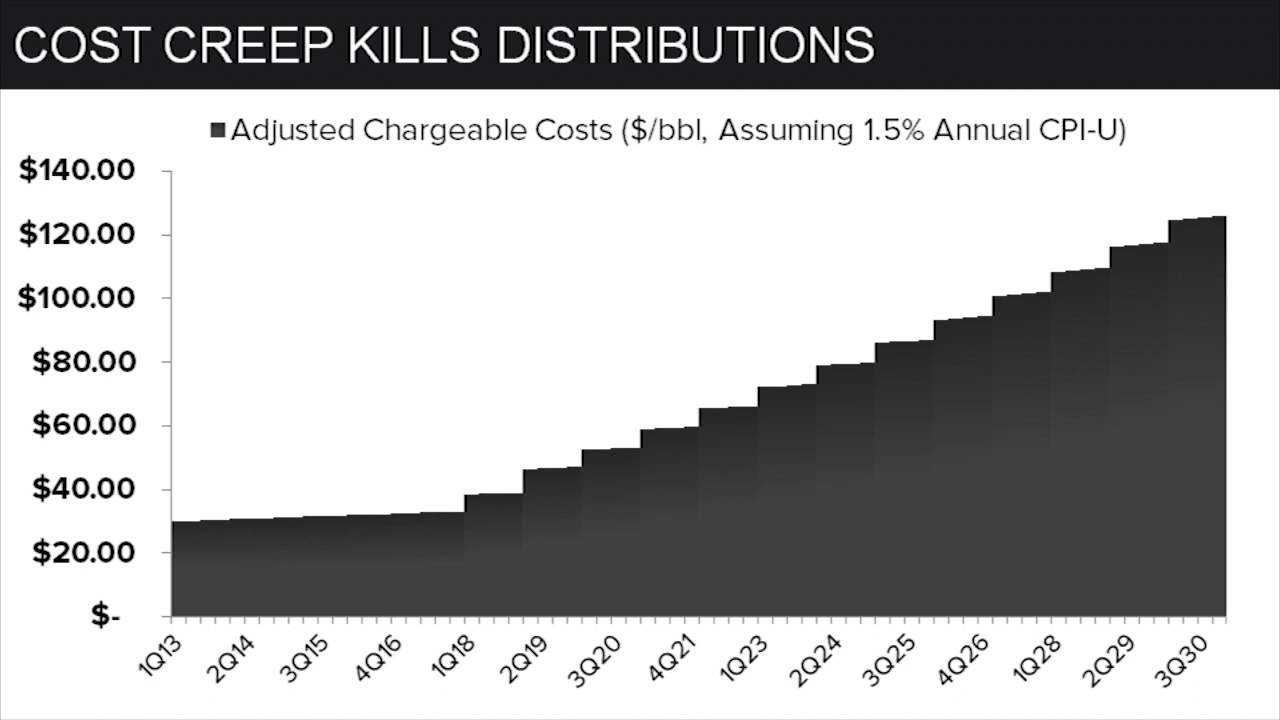 COST CREEP KILLS DISTRIBUTIONS
Adjusted Chargeable Costs ($/bbl, Assuming 1.5% Annual CPI-U)
$140.00
$120.00
$100.00
$80.00
$60.00
$40.00
$20.00
$-
1Q13
2Q14
3Q15
4Q16
1Q18
2Q19
3Q20
4Q21
1Q23
2Q24
3Q25
4Q26
1Q28
2Q29
3Q30